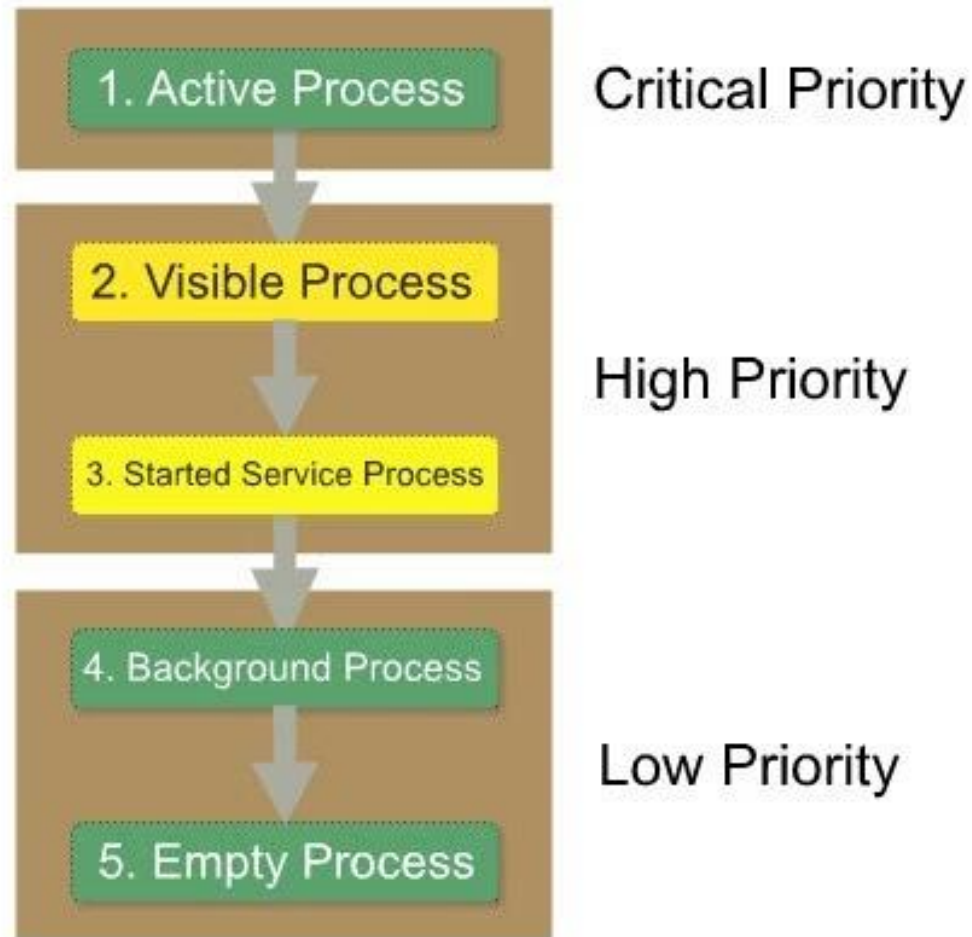 1. Active Process
Critical Priority
2. Visible Process
High Priority
3. Started Service Process
4. Background Process
Low Priority
5. Empty Process